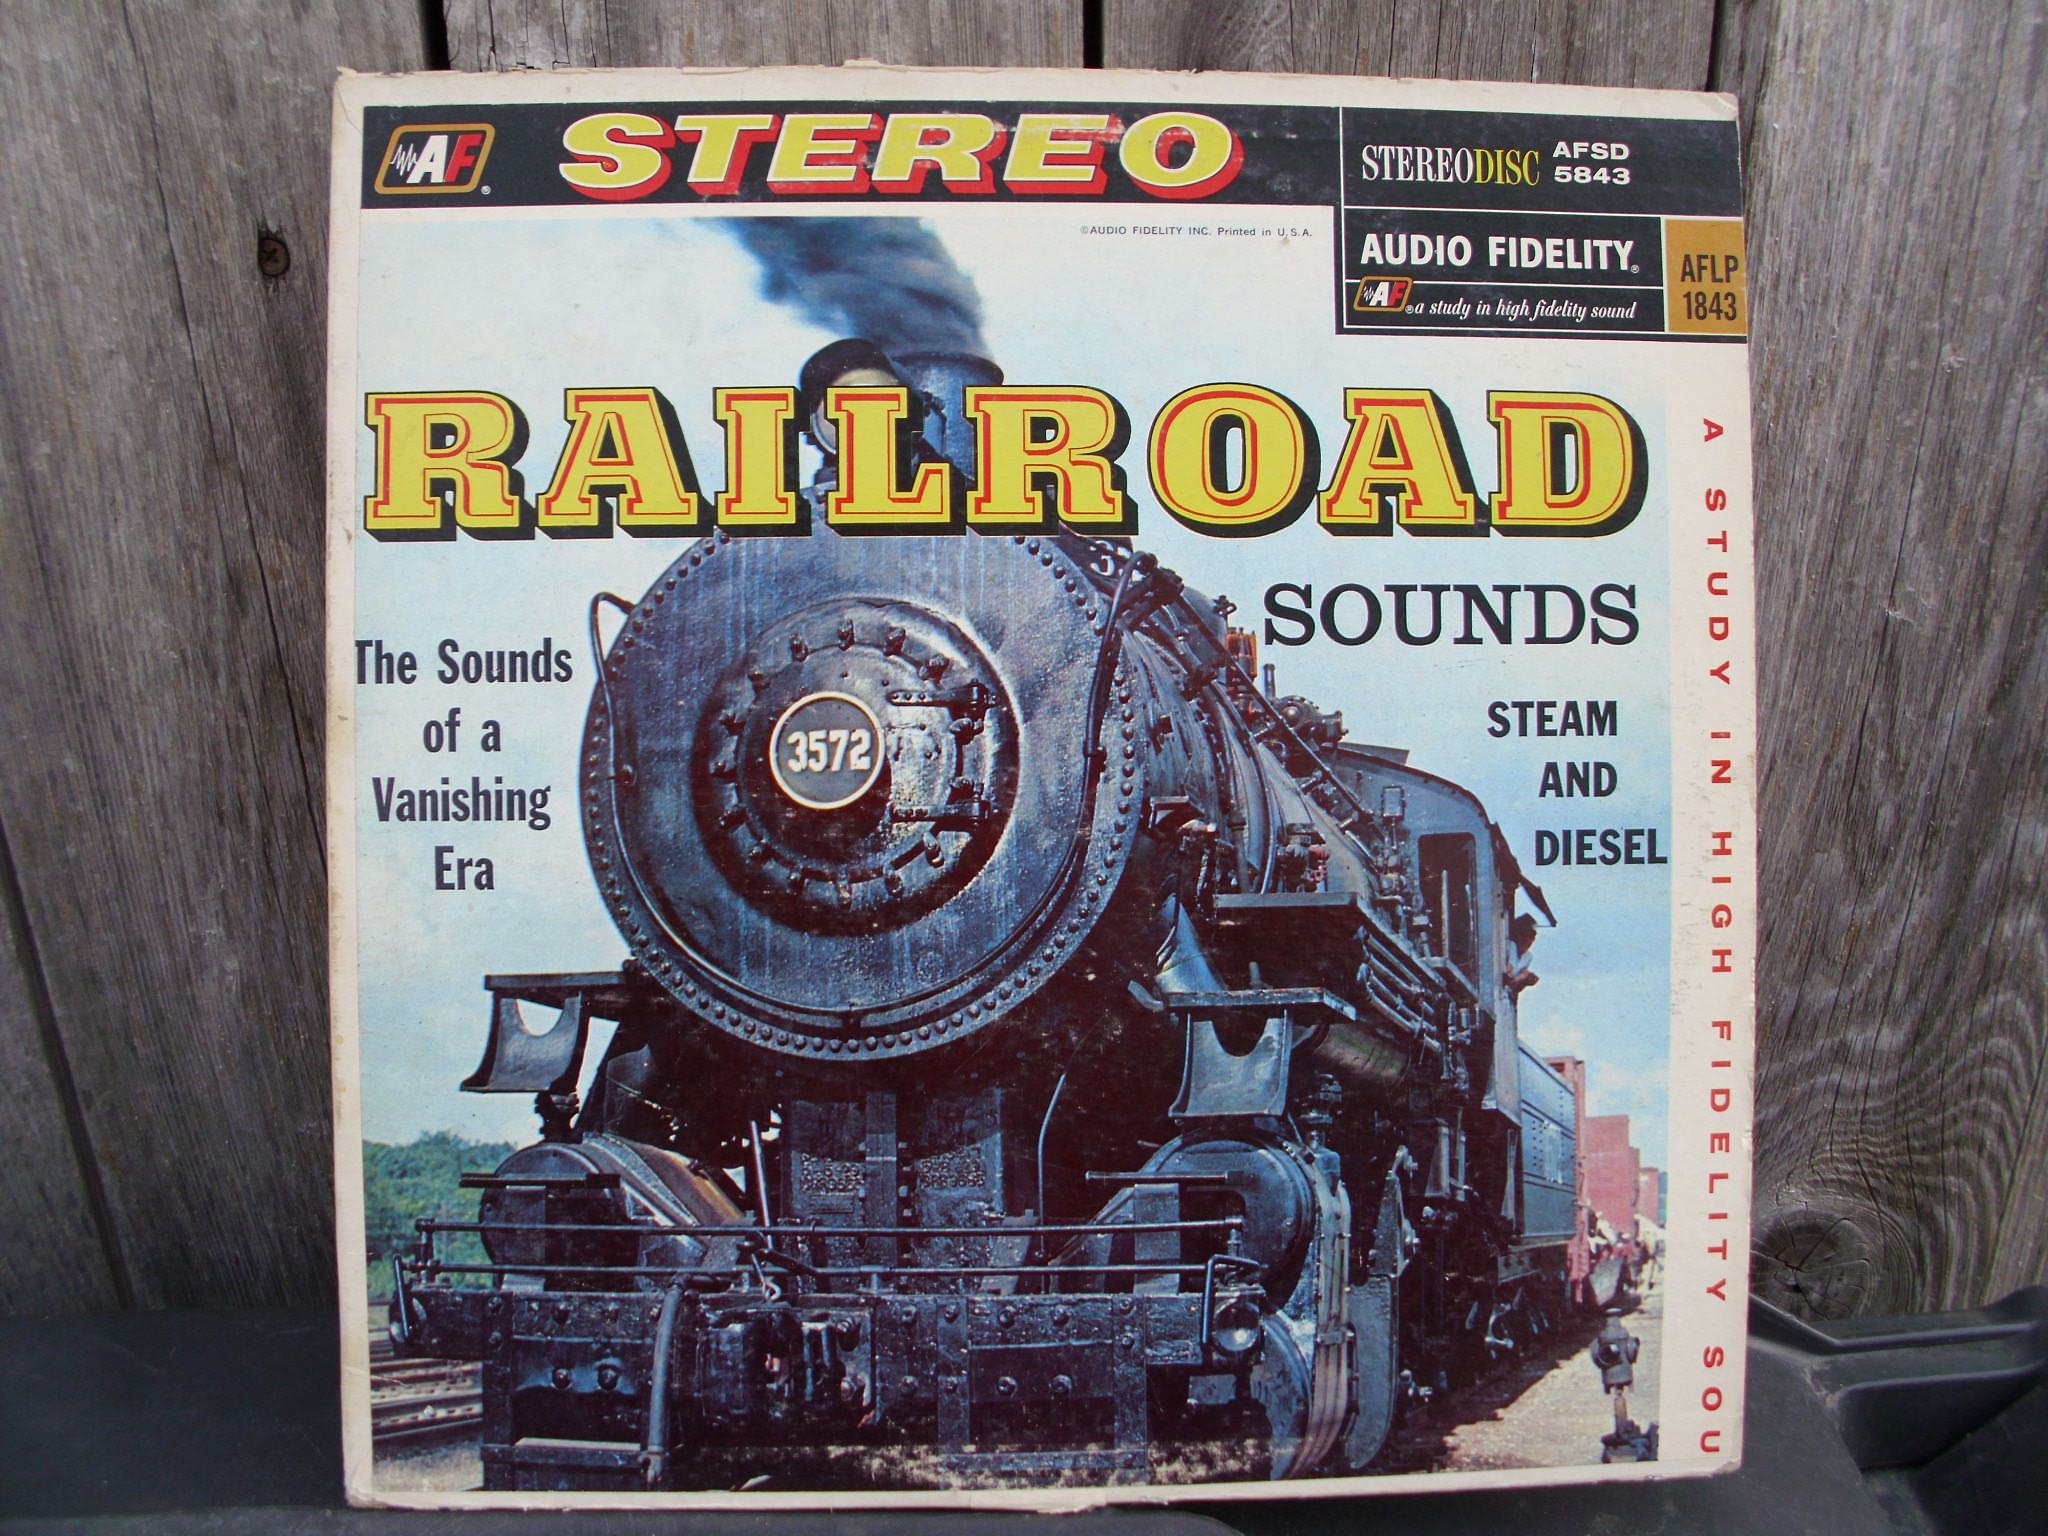 AF®
STEREO
STEREODISC AFSD 5843
©AUDIO FIDELITY INC. Printed in U.S.A.
AUDIO FIDELITY®
AF® a study in high fidelity sound
AFLP
1843
RAILROAD
SOUNDS
STEAM
AND
DIESEL
The Sounds
of a
Vanishing
Era
3572
A STUDY IN HIGH FIDELITY SOU